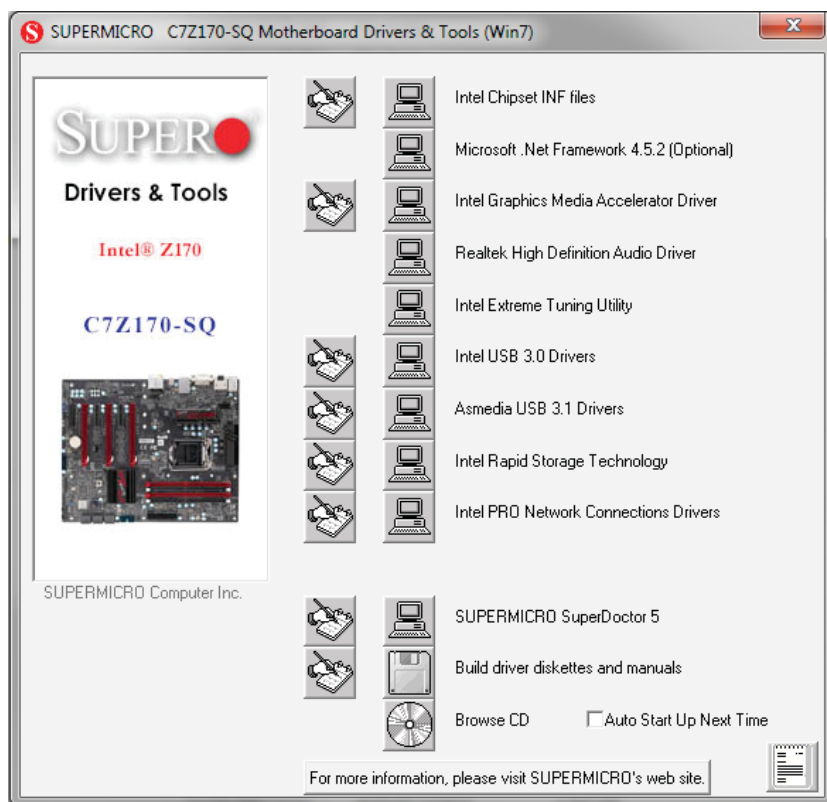 SUPERMICRO C7Z170-SQ Motherboard Drivers & Tools (Win7)
SUPER
Drivers & Tools
Intel® Z170
C7Z170-SQ
SUPERMICRO Computer Inc.
Intel Chipset INF files
Microsoft .Net Framework 4.5.2 (Optional)
Intel Graphics Media Accelerator Driver
Realtek High Definition Audio Driver
Intel Extreme Tuning Utility
Intel USB 3.0 Drivers
Asmedia USB 3.1 Drivers
Intel Rapid Storage Technology
Intel PRO Network Connections Drivers
SUPERMICRO SuperDoctor 5
Build driver diskettes and manuals
Browse CD Auto Start Up Next Time
For more information, please visit SUPERMICRO's web site.